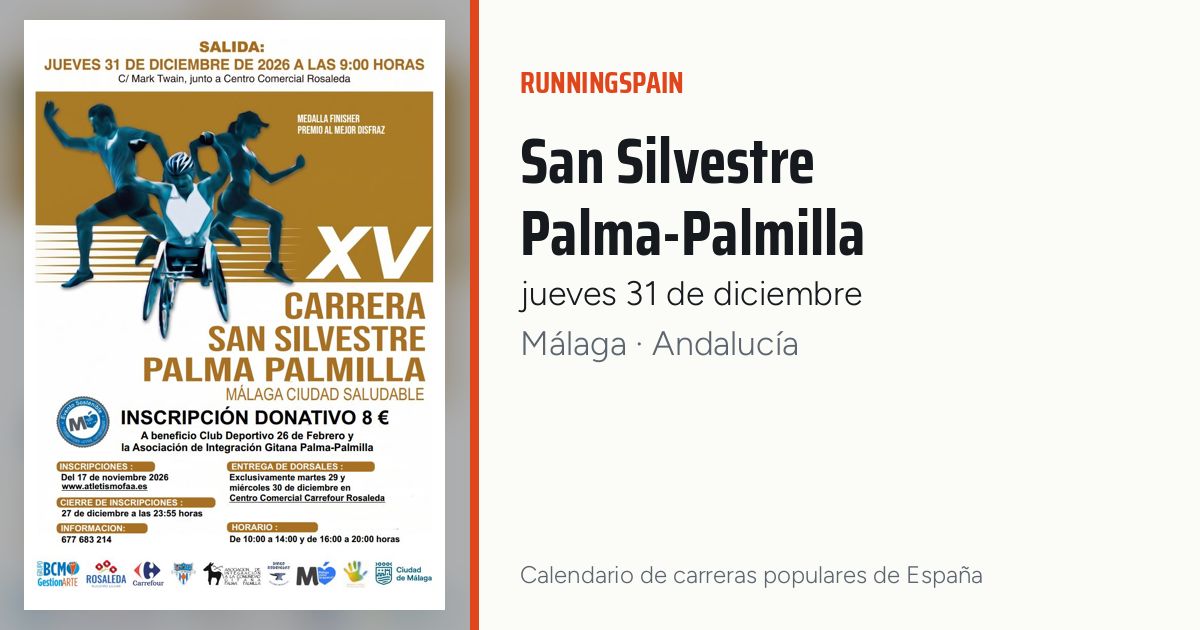 SALIDA:
JUEVES 31 DE DICIEMBRE DE 2026 A LAS 9:00 HORAS
C/ Mark Twain, junto a Centro Comercial Rosaleda
MEDALLA FINISHER
PREMIO AL MEJOR DISFRAZ
XV
CARRERA
SAN SILVESTRE
PALMA PALMILLA
MÁLAGA CIUDAD SALUDABLE
Evento Sostenible
M
INSCRIPCIÓN DONATIVO 8 €
A beneficio Club Deportivo 26 de Febrero y
la Asociación de Integración Gitana Palma-Palmilla
INSCRIPCIONES :
Del 17 de noviembre 2026
www.atletismofaa.es
CIERRE DE INSCRIPCIONES :
27 de diciembre a las 23:55 horas
INFORMACION:
677 683 214
ENTREGA DE DORSALES :
Exclusivamente martes 29 y
miércoles 30 de diciembre en
Centro Comercial Carrefour Rosaleda
HORARIO :
De 10:00 a 14:00 y de 16:00 a 20:00 horas
GRUPO BCM
GestionARTE
ROSALEDA
Carrefour
M
Ciudad
de Málaga
RUNNINGSPAIN
San Silvestre
Palma-Palmilla
jueves 31 de diciembre
Málaga · Andalucía
Calendario de carreras populares de España